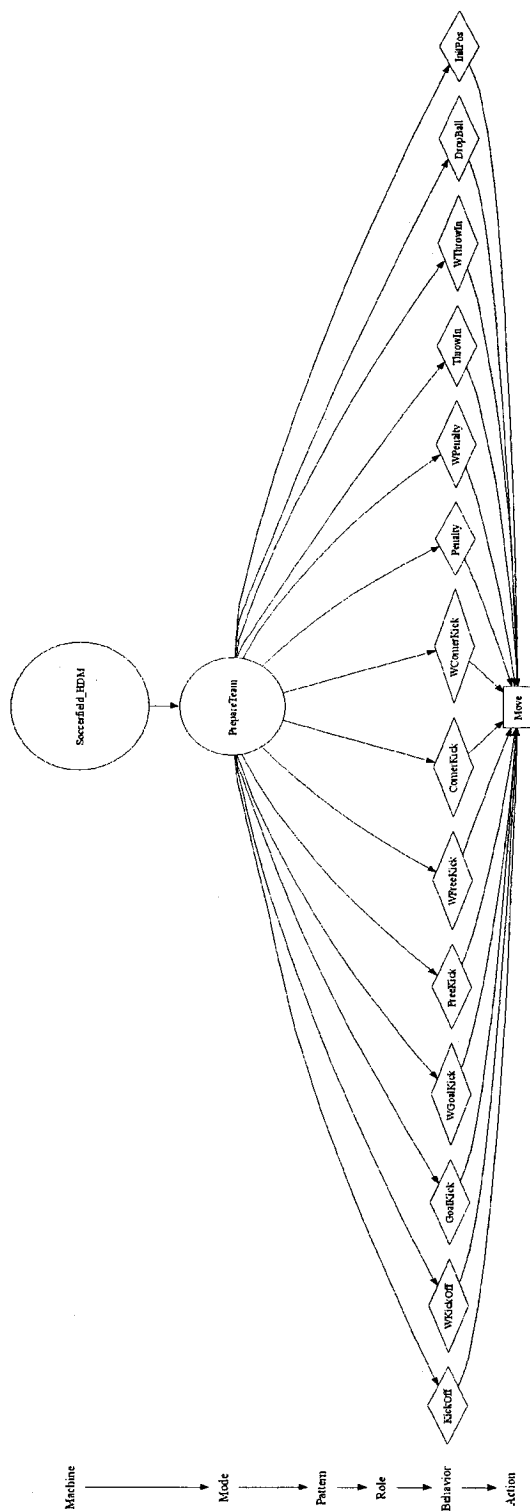 Machine
Mode
Pattern
Role
Behavior
Action
Soccerfield_HDM
PrepareTeam
KickOff
WKickOff
GoalKick
WGoalKick
FreeKick
WFreeKick
CornerKick
WCornerKick
Penalty
WPenalty
ThrowIn
WThrowIn
DropBall
InitPos
Move